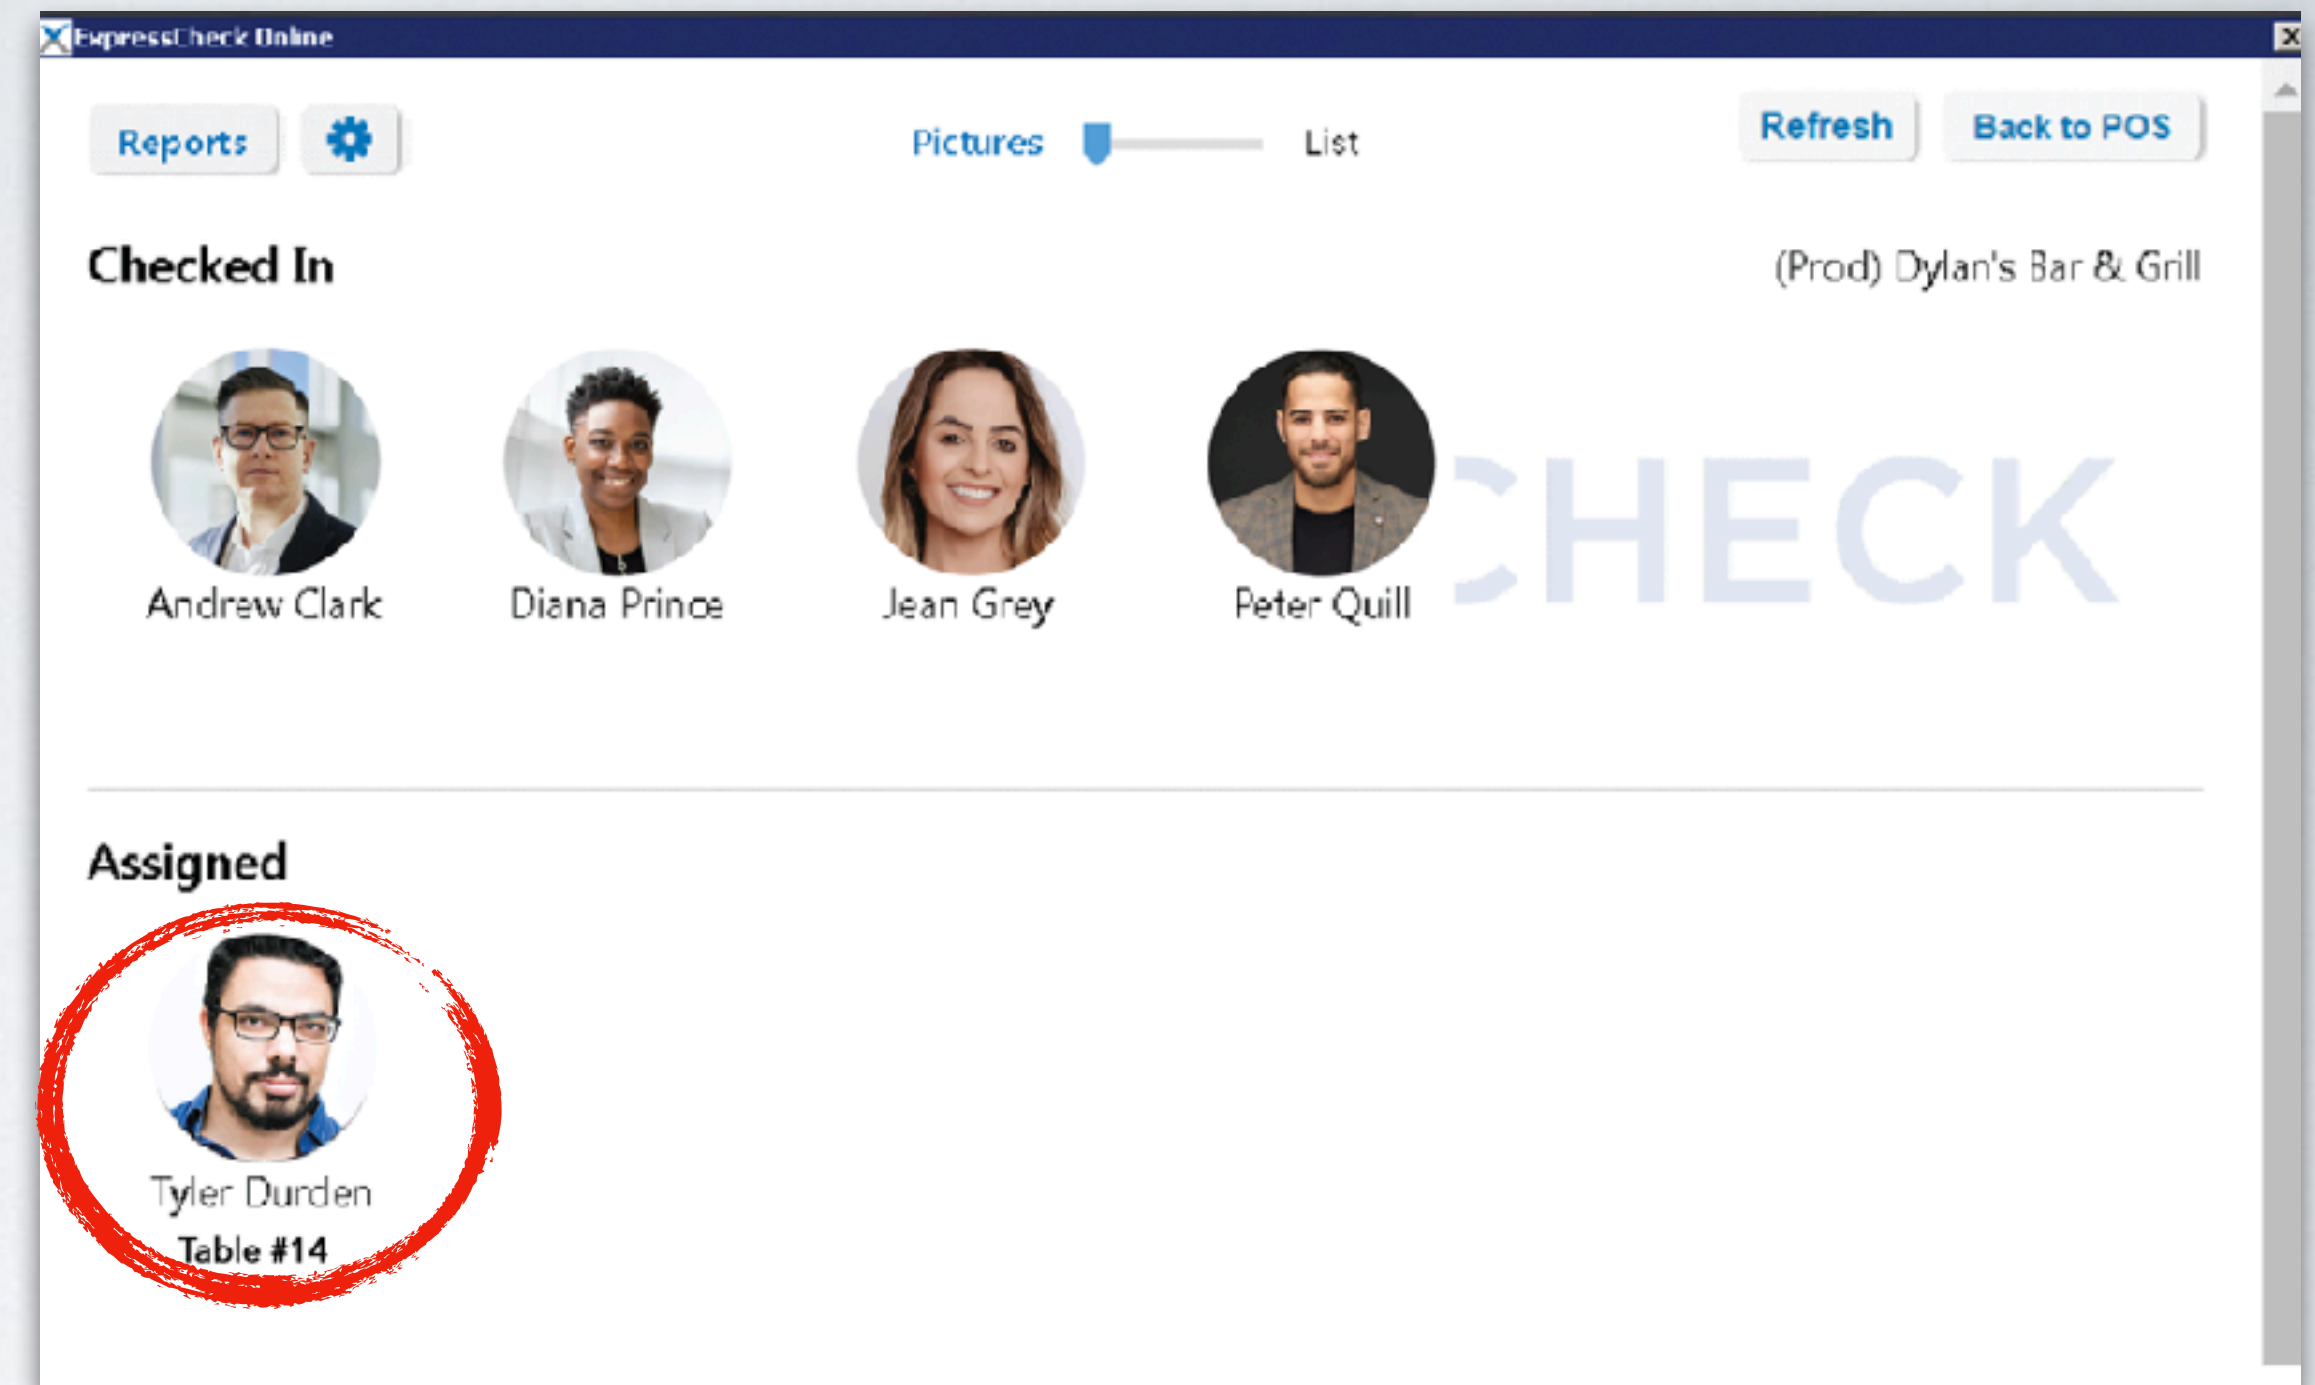 ExpressCheck Online
Reports
Pictures
List
Refresh
Back to POS
Checked In
(Prod) Dylan's Bar & Grill
CHECK
Andrew Clark
Diana Prince
Jean Grey
Peter Quill
Assigned
Tyler Durden
Table #14